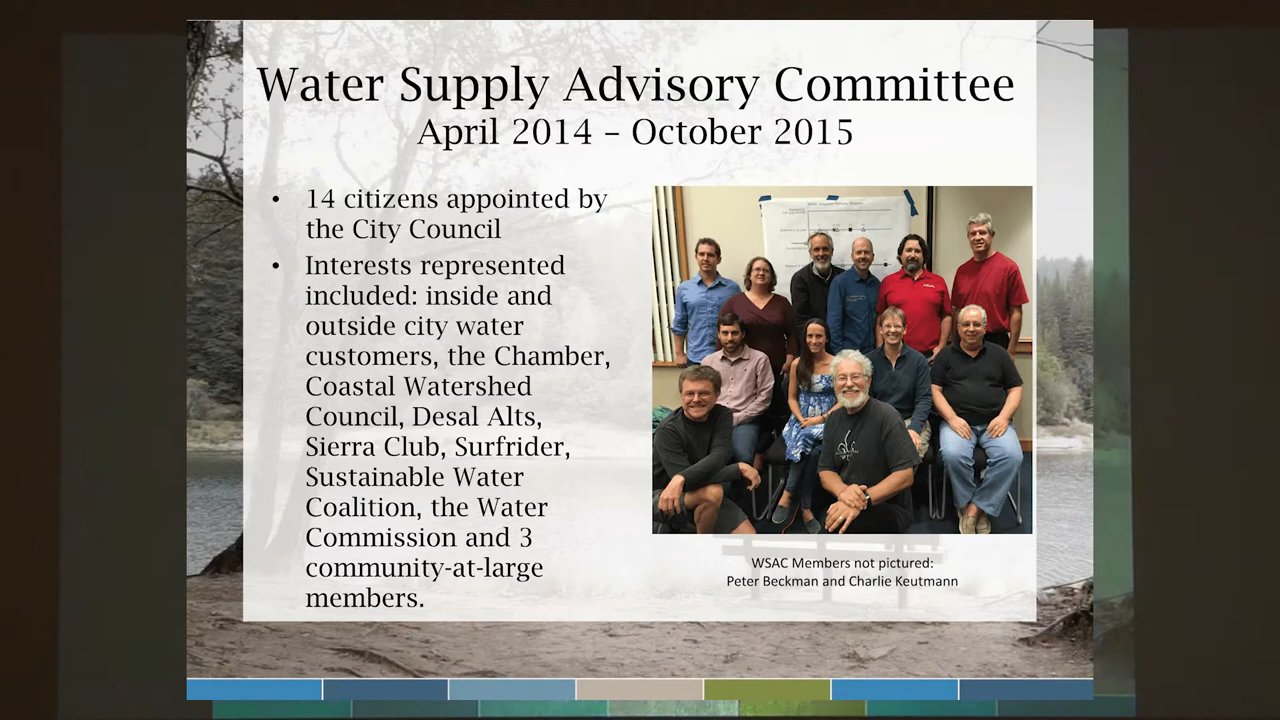 Water Supply Advisory Committee
April 2014 – October 2015
• 14 citizens appointed by
the City Council
• Interests represented
included: inside and
outside city water
customers, the Chamber,
Coastal Watershed
Council, Desal Alts,
Sierra Club, Surfrider,
Sustainable Water
Coalition, the Water
Commission and 3
community-at-large
members.
WSAC Members not pictured:
Peter Beckman and Charlie Keutmann